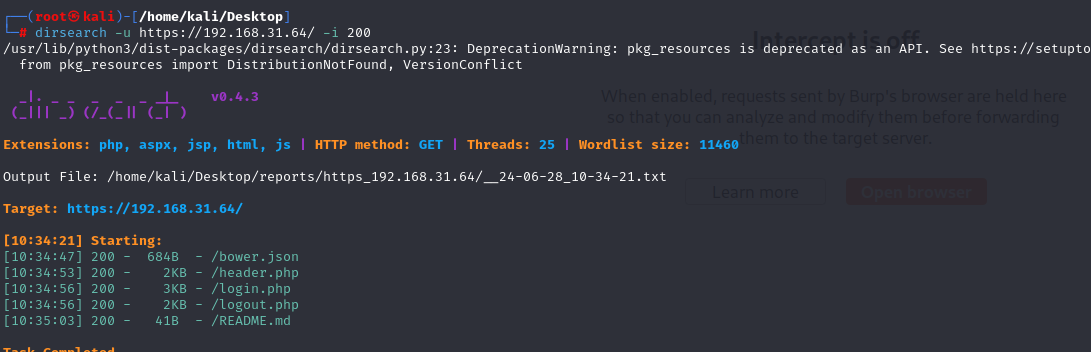 ┌──(root㉿kali)-[/home/kali/Desktop]
└─# dirsearch -u https://192.168.31.64/ -i 200
/usr/lib/python3/dist-packages/dirsearch/dirsearch.py:23: DeprecationWarning: pkg_resources is deprecated as an API. See https://setupto
from pkg_resources import DistributionNotFound, VersionConflict
Intercept is off
_|. _ _ _ _ _ _|_ v0.4.3
(_||| _) (/_(_|| (_| )
When enabled, requests sent by Burp's browser are held here
so that you can analyze and modify them before forwarding
them to the target server.
Extensions: php, aspx, jsp, html, js | HTTP method: GET | Threads: 25 | Wordlist size: 11460
Output File: /home/kali/Desktop/reports/https_192.168.31.64/__24-06-28_10-34-21.txt
Learn more
Open browser
Target: https://192.168.31.64/
[10:34:21] Starting:
[10:34:47] 200 - 684B - /bower.json
[10:34:53] 200 - 2KB - /header.php
[10:34:56] 200 - 3KB - /login.php
[10:34:56] 200 - 2KB - /logout.php
[10:35:03] 200 - 41B - /README.md
Task Completed